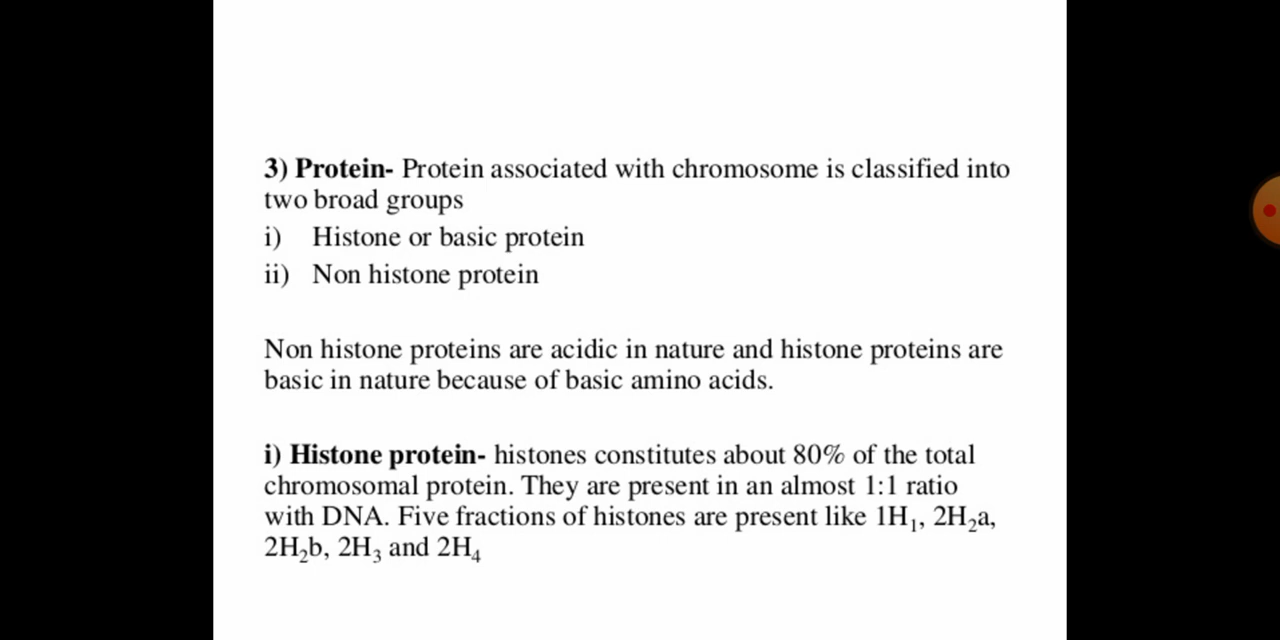 3) Protein- Protein associated with chromosome is classified into
two broad groups
i) Histone or basic protein
ii) Non histone protein
Non histone proteins are acidic in nature and histone proteins are
basic in nature because of basic amino acids.
i) Histone protein- histones constitutes about 80% of the total
chromosomal protein. They are present in an almost 1:1 ratio
with DNA. Five fractions of histones are present like 1H₁, 2H₂a,
2H₂b, 2H₃ and 2H₄